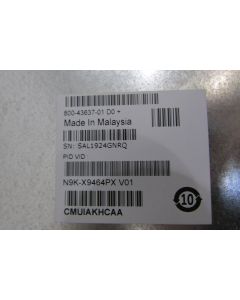 800-43637-01 D0 +
Made In Malaysia
SN: SAL1924GNRQ
PID VID
N9K-X9464PX V01
10
CMUIAKHCAA